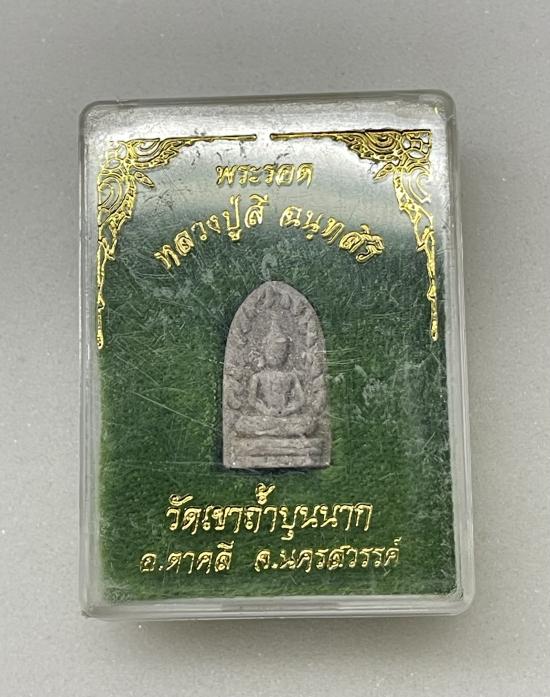 พระรอด
หลวงปู่สี ฉนฺทสิริ
วัดเขาถ้ำบุนนาก
อ.ตาคลี จ.นครสวรรค์